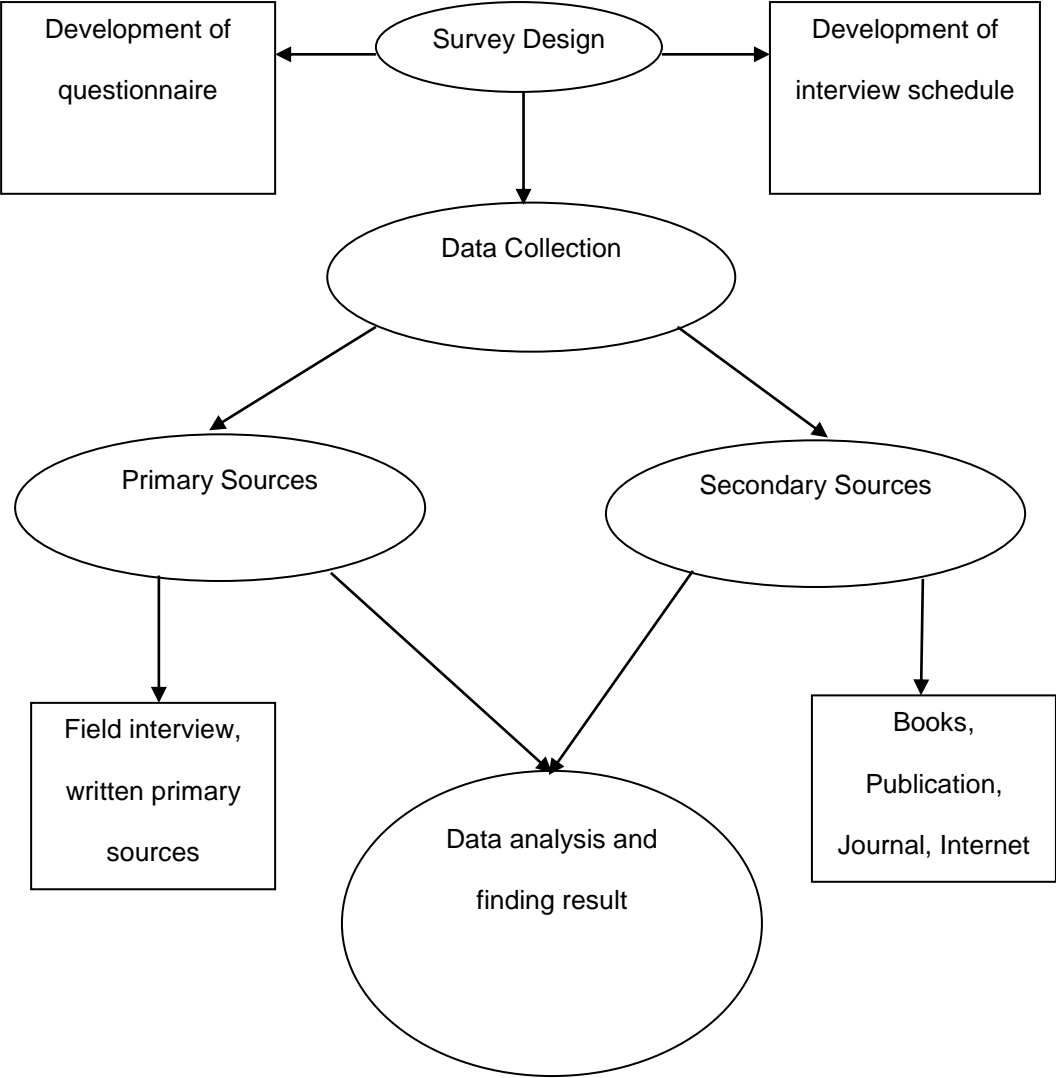 Development of
questionnaire
Survey Design
Development of
interview schedule
Data Collection
Primary Sources
Secondary Sources
Field interview,
written primary
sources
Data analysis and
finding result
Books,
Publication,
Journal, Internet